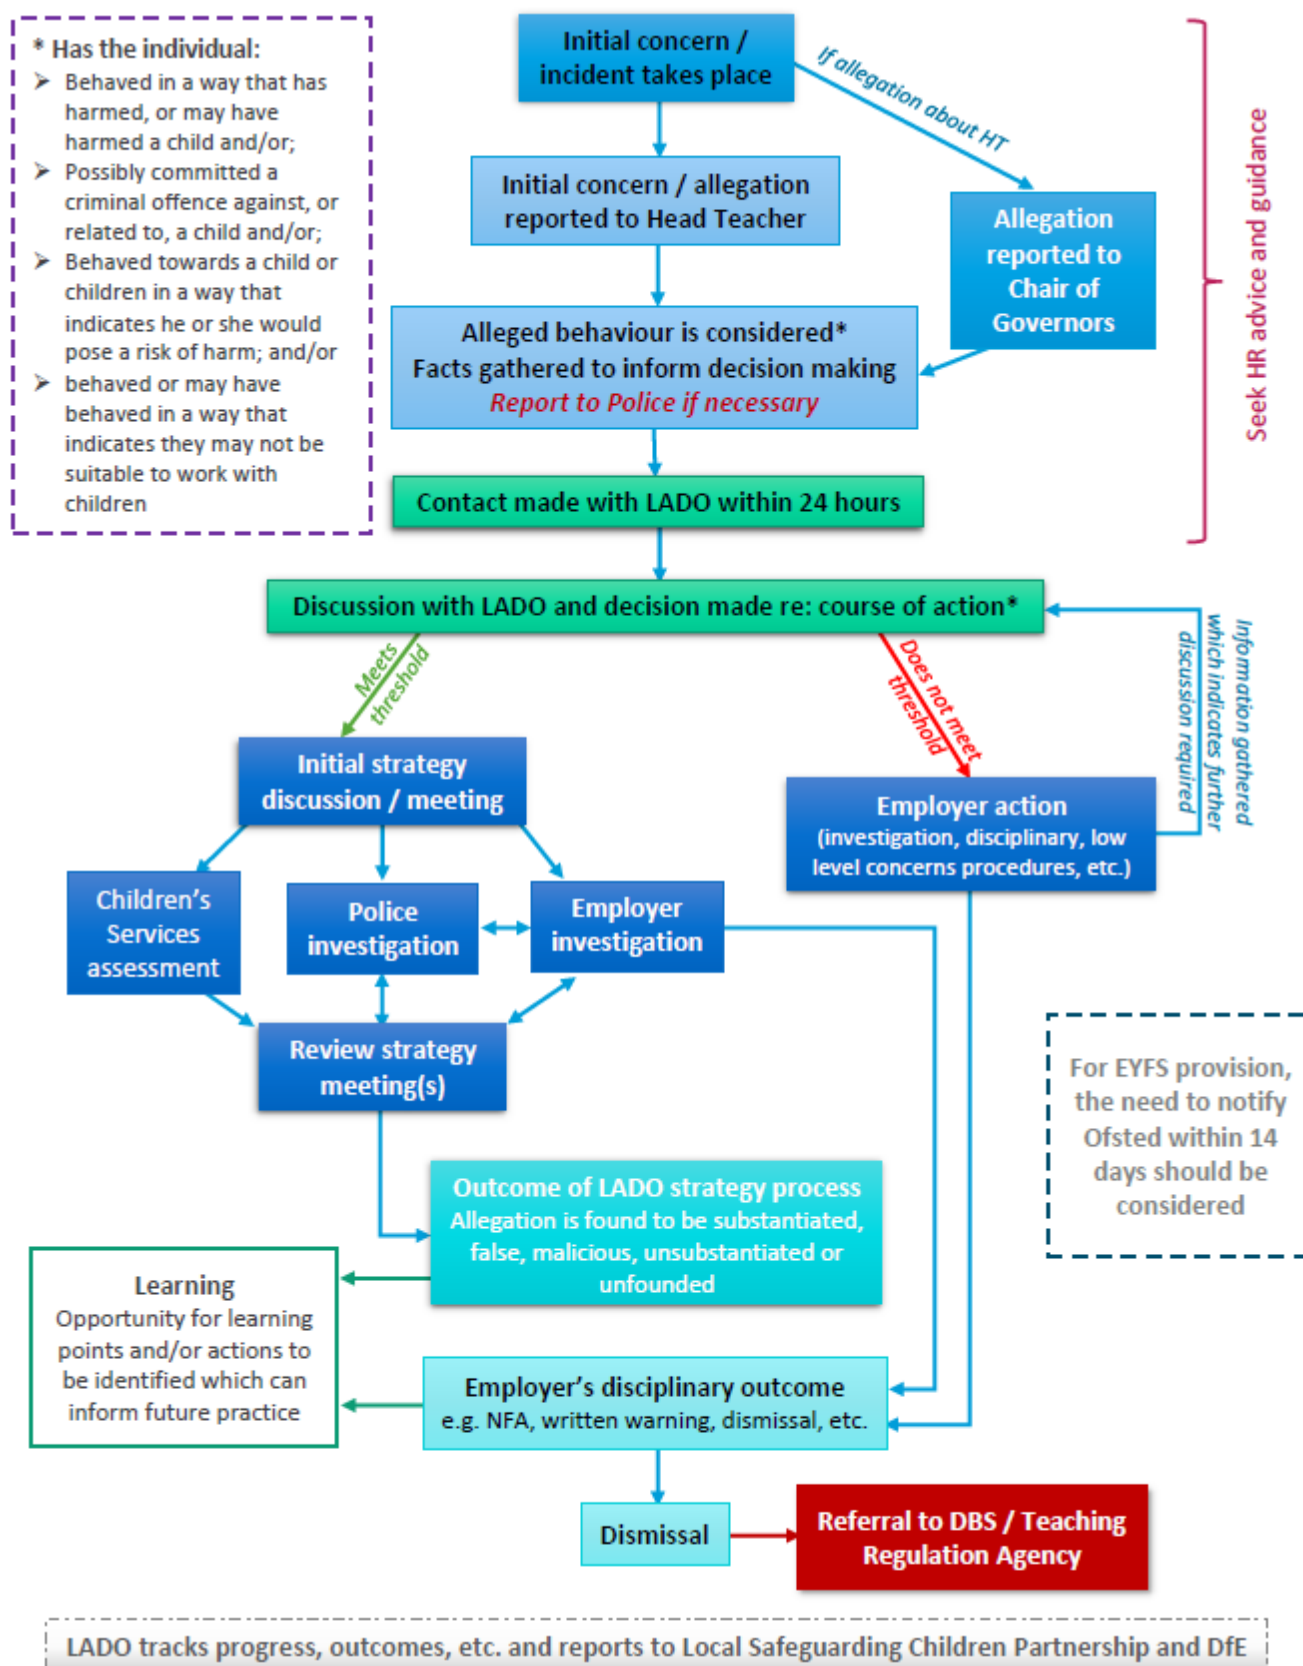 * Has the individual:
➤ Behaved in a way that has
harmed, or may have
harmed a child and/or;
➤ Possibly committed a
criminal offence against, or
related to, a child and/or;
➤ Behaved towards a child or
children in a way that
indicates he or she would
pose a risk of harm; and/or
➤ behaved or may have
behaved in a way that
indicates they may not be
suitable to work with
children
Initial concern /
incident takes place
If allegation about HT
Initial concern / allegation
reported to Head Teacher
Allegation
reported to
Chair of
Governors
Seek HR advice and guidance
Alleged behaviour is considered*
Facts gathered to inform decision making
Report to Police if necessary
Contact made with LADO within 24 hours
Discussion with LADO and decision made re: course of action*
Meets
threshold
Does not meet
threshold
Information gathered
which indicates further
discussion required
Initial strategy
discussion / meeting
Employer action
(investigation, disciplinary, low
level concerns procedures, etc.)
Children's
Services
assessment
Police
investigation
Employer
investigation
Review strategy
meeting(s)
For EYFS provision,
the need to notify
Ofsted within 14
days should be
considered
Outcome of LADO strategy process
Allegation is found to be substantiated,
false, malicious, unsubstantiated or
unfounded
Learning
Opportunity for learning
points and/or actions to
be identified which can
inform future practice
Employer's disciplinary outcome
e.g. NFA, written warning, dismissal, etc.
Dismissal
Referral to DBS / Teaching
Regulation Agency
LADO tracks progress, outcomes, etc. and reports to Local Safeguarding Children Partnership and DfE